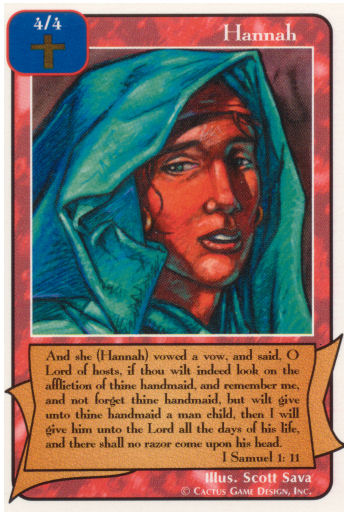 4/4
Hannah
And she (Hannah) vowed a vow, and said, O
Lord of hosts, if thou wilt indeed look on the
affliction of thine handmaid, and remember me,
and not forget thine handmaid, but wilt give
unto thine handmaid a man child, then I will
give him unto the Lord all the days of his life,
and there shall no razor come upon his head.
I Samuel 1: 11
Illus. Scott Sava
© Cactus Game Design, Inc.